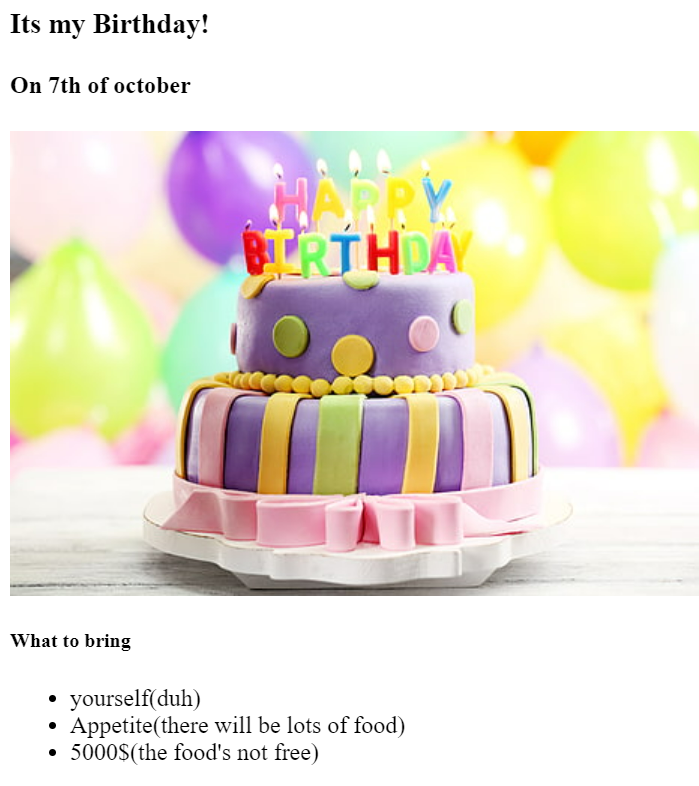 Its my Birthday!
On 7th of october
HAPPY
BIRTHDAY
What to bring
yourself(duh)
Appetite(there will be lots of food)
5000$(the food's not free)